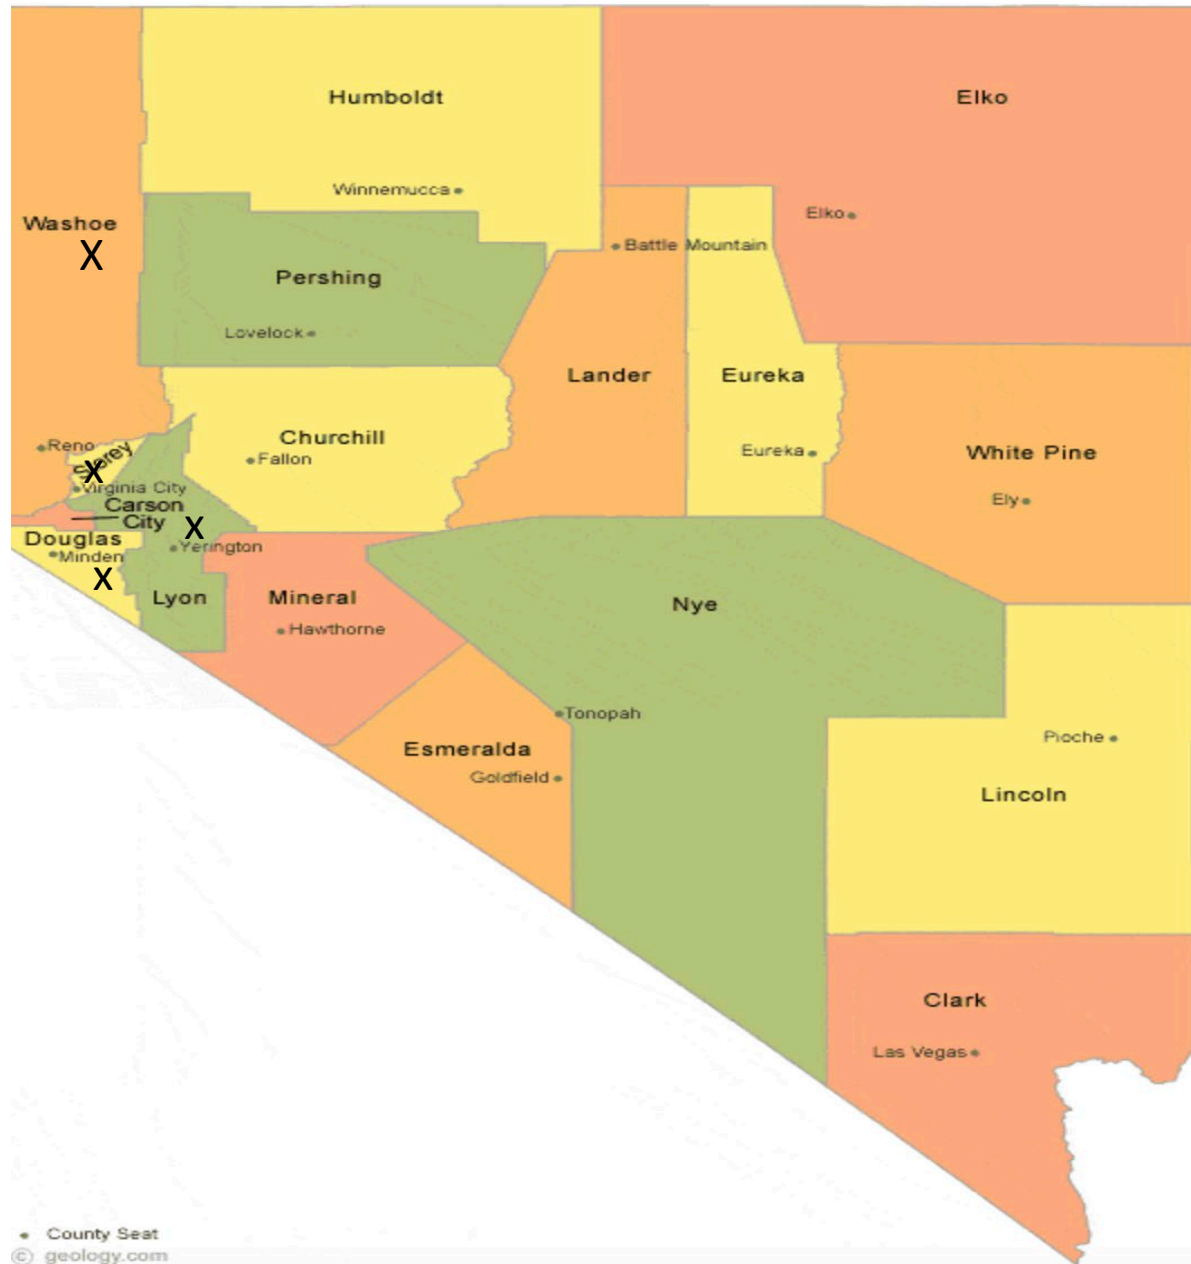 Humboldt
Elko
Winnemucca
Elko
Washoe
X
Battle Mountain
Pershing
Lovelock
Lander
Eureka
Churchill
Reno
Storey
Fallon
Eureka
White Pine
X
Virginia City
Ely
Carson
City
X
Douglas
Minden
Yerington
X
Lyon
Mineral
Nye
Hawthorne
Tonopah
Esmeralda
Pioche
Goldfield
Lincoln
Clark
Las Vegas
County Seat
© geology.com